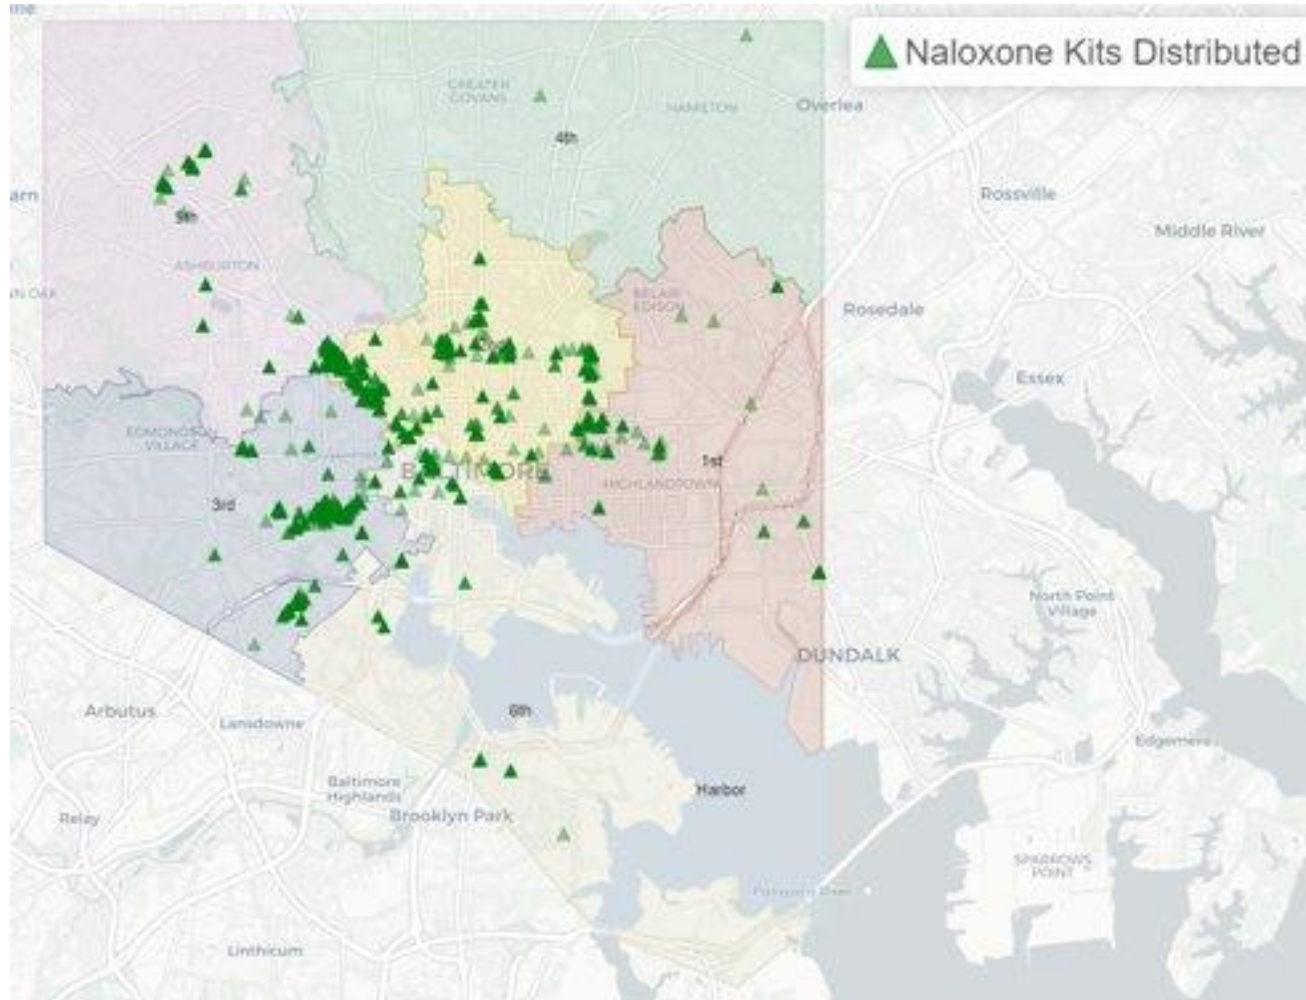 Naloxone Kits Distributed
GREATER
GOVANS
HAMILTON
Overlea
4th
Rossville
5th
Middle River
ASHBURTON
BELAIR
EDISON
Rosedale
Essex
EDMONDSON
VILLAGE
BALTIMORE
1st
HIGHLANDTOWN
3rd
North Point
Village
DUNDALK
Arbutus
Lansdowne
6th
Edgemere
Baltimore
Highlands
Harbor
Brooklyn Park
Relay
SPARROWS
POINT
Patapsco River
Linthicum